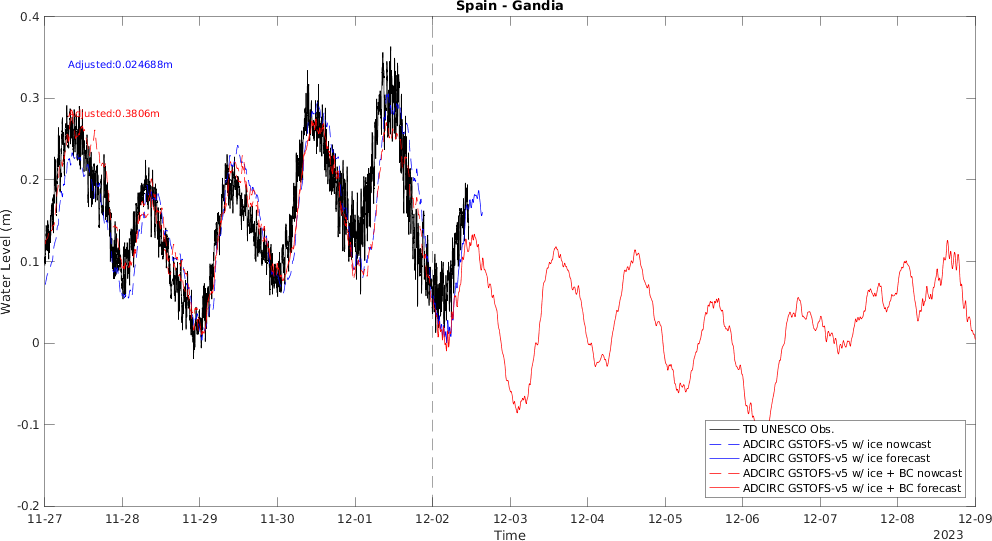 Spain - Gandia
0.4
0.3
0.2
0.1
0
-0.1
-0.2
Water Level (m)
Adjusted:0.024688m
Adjusted:0.3806m
TD UNESCO Obs.
ADCIRC GSTOFS-v5 w/ ice nowcast
ADCIRC GSTOFS-v5 w/ ice forecast
ADCIRC GSTOFS-v5 w/ ice + BC nowcast
ADCIRC GSTOFS-v5 w/ ice + BC forecast
11-27 11-28 11-29 11-30 12-01 12-02 12-03 12-04 12-05 12-06 12-07 12-08 12-09
Time
2023